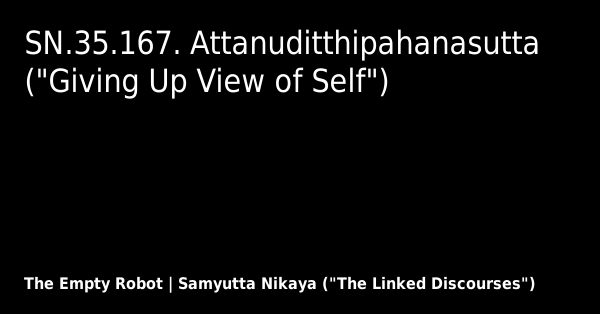 SN.35.167. Attanuditthipahanasutta
("Giving Up View of Self")
The Empty Robot | Samyutta Nikaya ("The Linked Discourses")